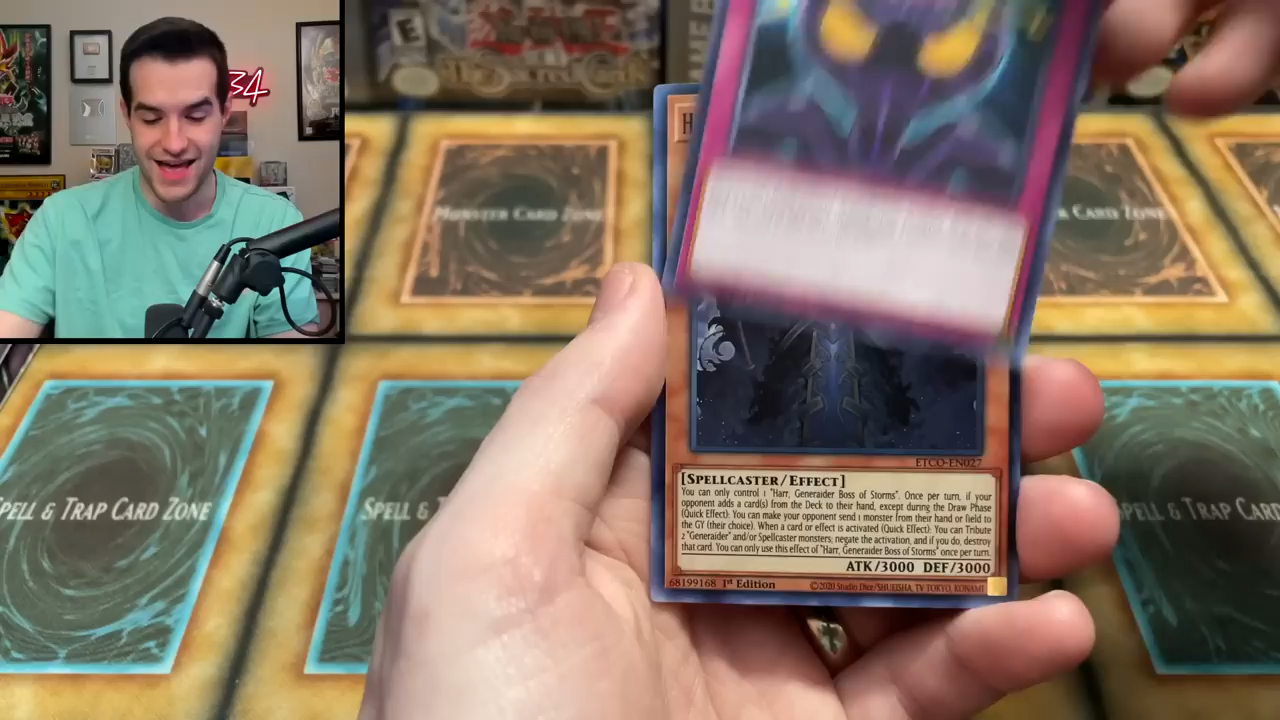 34
E
The Sacred Cards
H
MONSTER CARD ZONE
R CARD ZONE
ETCO-EN027
[SPELLCASTER/EFFECT]
You can only control 1 "Harr, Generaider Boss of Storms". Once per turn, if your
opponent adds a card(s) from the Deck to their hand, except during the Draw Phase
(Quick Effect): You can make your opponent send 1 monster from their hand or field to
the GY (their choice). When a card or effect is activated (Quick Effect): You can Tribute
2 "Generaider" and/or Spellcaster monsters; negate the activation, and if you do, destroy
that card. You can only use this effect of "Harr, Generaider Boss of Storms" once per turn.
ATK/3000 DEF/3000
68199168 1st Edition ©2020 Studio Dice/SHUEISHA, TV TOKYO, KONAMI
SPELL & TRAP CARD ZONE
SPELL &
SPELL & TRAP CARD